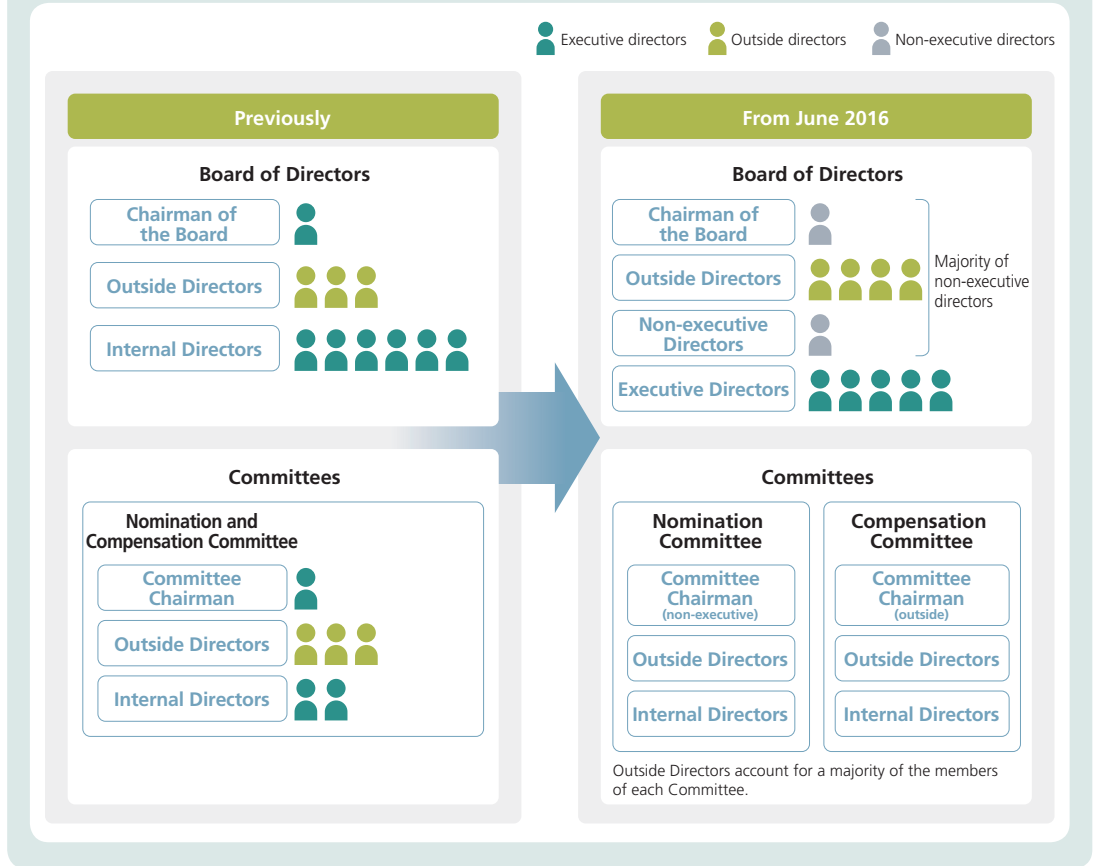 Executive directors
Outside directors
Non-executive directors
Previously
Board of Directors
Chairman of
the Board
Outside Directors
Internal Directors
Committees
Nomination and
Compensation Committee
Committee
Chairman
Outside Directors
Internal Directors
From June 2016
Board of Directors
Chairman of
the Board
Outside Directors
Non-executive
Directors
Executive Directors
Majority of
non-executive
directors
Committees
Nomination
Committee
Committee
Chairman
(non-executive)
Outside Directors
Internal Directors
Compensation
Committee
Committee
Chairman
(outside)
Outside Directors
Internal Directors
Outside Directors account for a majority of the members
of each Committee.